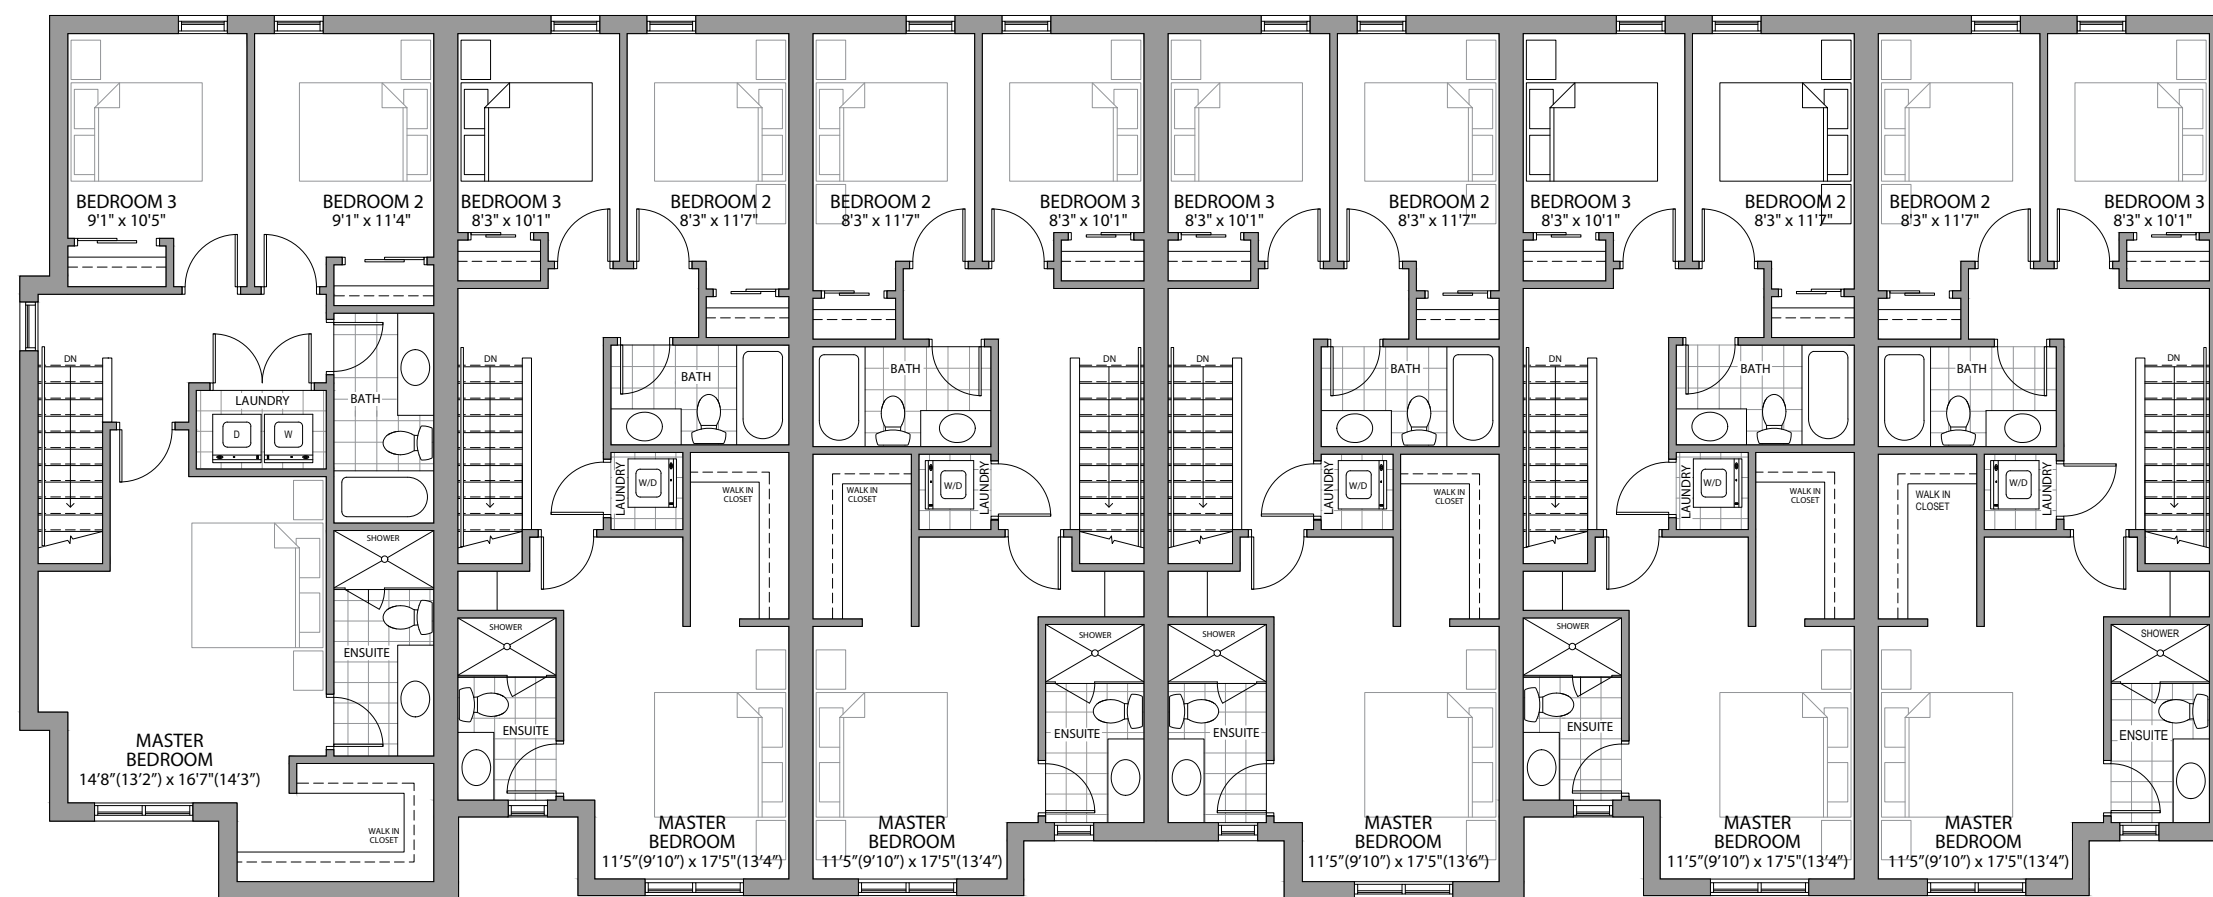 BEDROOM 3
9'1" x 10'5"
BEDROOM 2
9'1" x 11'4"
DN
LAUNDRY
D
W
BATH
SHOWER
ENSUITE
MASTER
BEDROOM
14'8"(13'2") x 16'7"(14'3")
WALK IN
CLOSET
BEDROOM 3
8'3" x 10'1"
BEDROOM 2
8'3" x 11'7"
DN
BATH
LAUNDRY
W/D
WALK IN
CLOSET
SHOWER
ENSUITE
MASTER
BEDROOM
11'5"(9'10") x 17'5"(13'4")
BEDROOM 2
8'3" x 11'7"
BEDROOM 3
8'3" x 10'1"
BATH
DN
WALK IN
CLOSET
W/D
LAUNDRY
SHOWER
ENSUITE
MASTER
BEDROOM
11'5"(9'10") x 17'5"(13'4")
BEDROOM 3
8'3" x 10'1"
BEDROOM 2
8'3" x 11'7"
DN
BATH
LAUNDRY
W/D
WALK IN
CLOSET
SHOWER
ENSUITE
MASTER
BEDROOM
11'5"(9'10") x 17'5"(13'6")
BEDROOM 3
8'3" x 10'1"
BEDROOM 2
8'3" x 11'7"
DN
BATH
LAUNDRY
W/D
WALK IN
CLOSET
SHOWER
ENSUITE
MASTER
BEDROOM
11'5"(9'10") x 17'5"(13'4")
BEDROOM 2
8'3" x 11'7"
BEDROOM 3
8'3" x 10'1"
BATH
DN
WALK IN
CLOSET
W/D
LAUNDRY
SHOWER
ENSUITE
MASTER
BEDROOM
11'5"(9'10") x 17'5"(13'4")